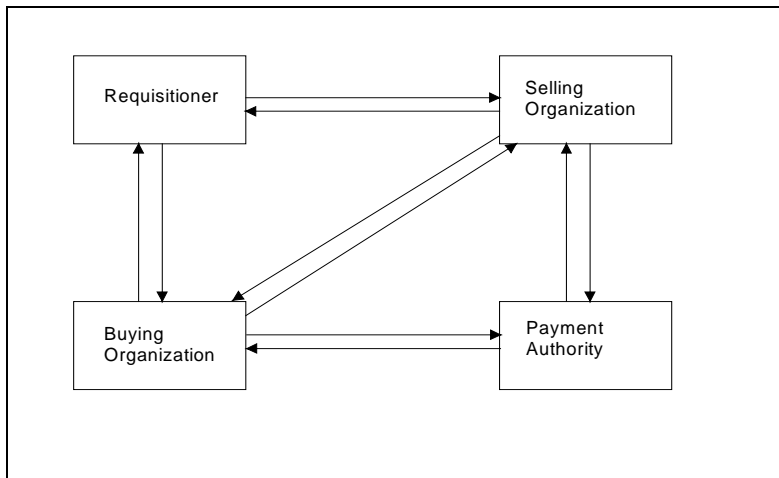 Requisitioner
Selling
Organization
Buying
Organization
Payment
Authority